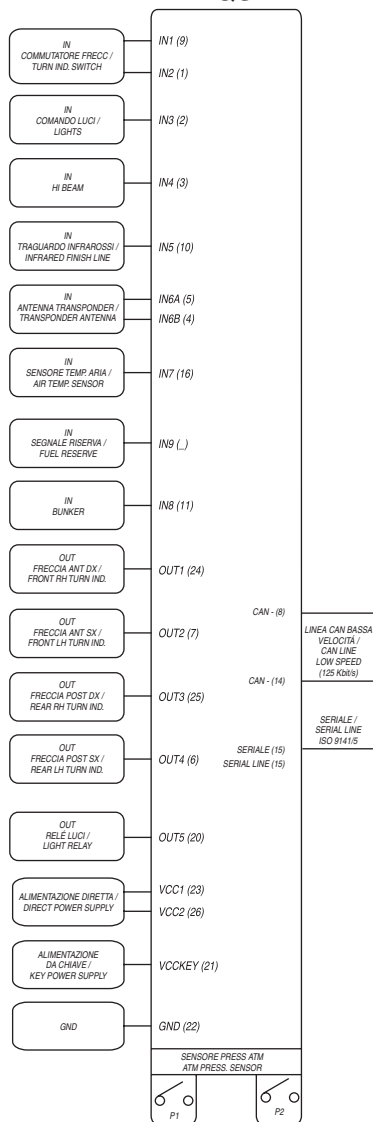 IN
COMMUTATORE FRECC /
TURN IND. SWITCH
IN1 (9)
IN2 (1)
IN
COMANDO LUCI /
LIGHTS
IN3 (2)
IN
HI BEAM
IN4 (3)
IN
TRAGUARDO INFRAROSSI /
INFRARED FINISH LINE
IN5 (10)
IN
ANTENNA TRANSPONDER /
TRANSPONDER ANTENNA
IN6A (5)
IN6B (4)
IN
SENSORE TEMP. ARIA /
AIR TEMP. SENSOR
IN7 (16)
IN
SEGNALE RISERVA /
FUEL RESERVE
IN9 (_)
IN
BUNKER
IN8 (11)
OUT
FRECCIA ANT DX /
FRONT RH TURN IND.
OUT1 (24)
OUT
FRECCIA ANT SX /
FRONT LH TURN IND.
OUT2 (7)
OUT
FRECCIA POST DX /
REAR RH TURN IND.
OUT3 (25)
OUT
FRECCIA POST SX /
REAR LH TURN IND.
OUT4 (6)
OUT
RELÉ LUCI /
LIGHT RELAY
OUT5 (20)
ALIMENTAZIONE DIRETTA /
DIRECT POWER SUPPLY
VCC1 (23)
VCC2 (26)
ALIMENTAZIONE
DA CHIAVE /
KEY POWER SUPPLY
VCCKEY (21)
GND
GND (22)
CAN - (8)
CAN - (14)
LINEA CAN BASSA
VELOCITÁ /
CAN LINE
LOW SPEED
(125 Kbit/s)
SERIALE (15)
SERIAL LINE (15)
SERIALE /
SERIAL LINE
ISO 9141/5
SENSORE PRESS ATM
ATM PRESS. SENSOR
P1
P2